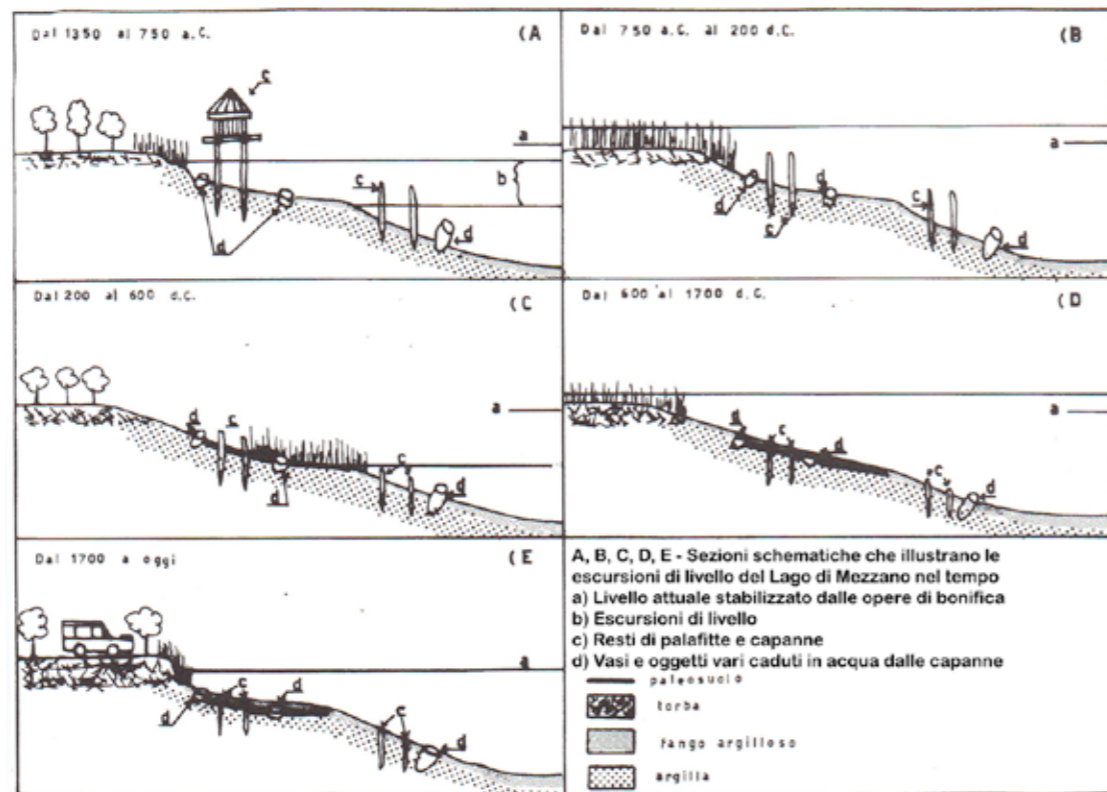 Dal 1350 al 750 a.C. (A
c
a
b
c
d
d
Dal 750 a.C. al 200 d.C. (B
a
d
d
c
c
d
Dal 200 al 600 d.C. (C
a
d
c
c
d
d
Dal 600 al 1700 d.C. (D
a
d
c
d
c
d
Dal 1700 a oggi (E
a
c
d
d
c
d
A, B, C, D, E - Sezioni schematiche che illustrano le
escursioni di livello del Lago di Mezzano nel tempo
a) Livello attuale stabilizzato dalle opere di bonifica
b) Escursioni di livello
c) Resti di palafitte e capanne
d) Vasi e oggetti vari caduti in acqua dalle capanne
paleosuolo
torba
fango argilloso
argilla